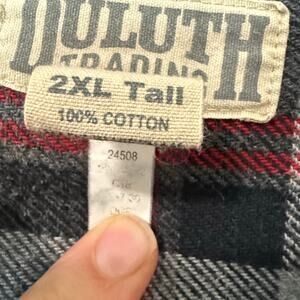 DULUTH
TRADING
2XL Tall
100% COTTON
24508